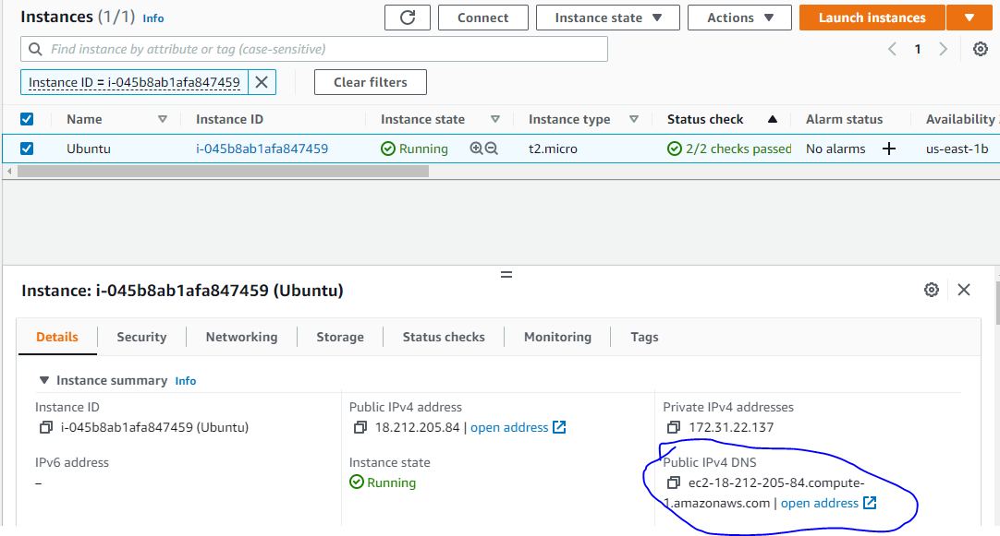 Instances (1/1) Info
Connect
Instance state
Actions
Launch instances
Find instance by attribute or tag (case-sensitive)
1
Instance ID = i-045b8ab1afa847459
Clear filters
Name Instance ID Instance state Instance type Status check Alarm status Availability
Ubuntu i-045b8ab1afa847459 Running t2.micro 2/2 checks passed No alarms + us-east-1b
Instance: i-045b8ab1afa847459 (Ubuntu)
Details Security Networking Storage Status checks Monitoring Tags
Instance summary Info
Instance ID
i-045b8ab1afa847459 (Ubuntu)
Public IPv4 address
18.212.205.84 | open address
Private IPv4 addresses
172.31.22.137
IPv6 address
–
Instance state
Running
Public IPv4 DNS
ec2-18-212-205-84.compute-
1.amazonaws.com | open address